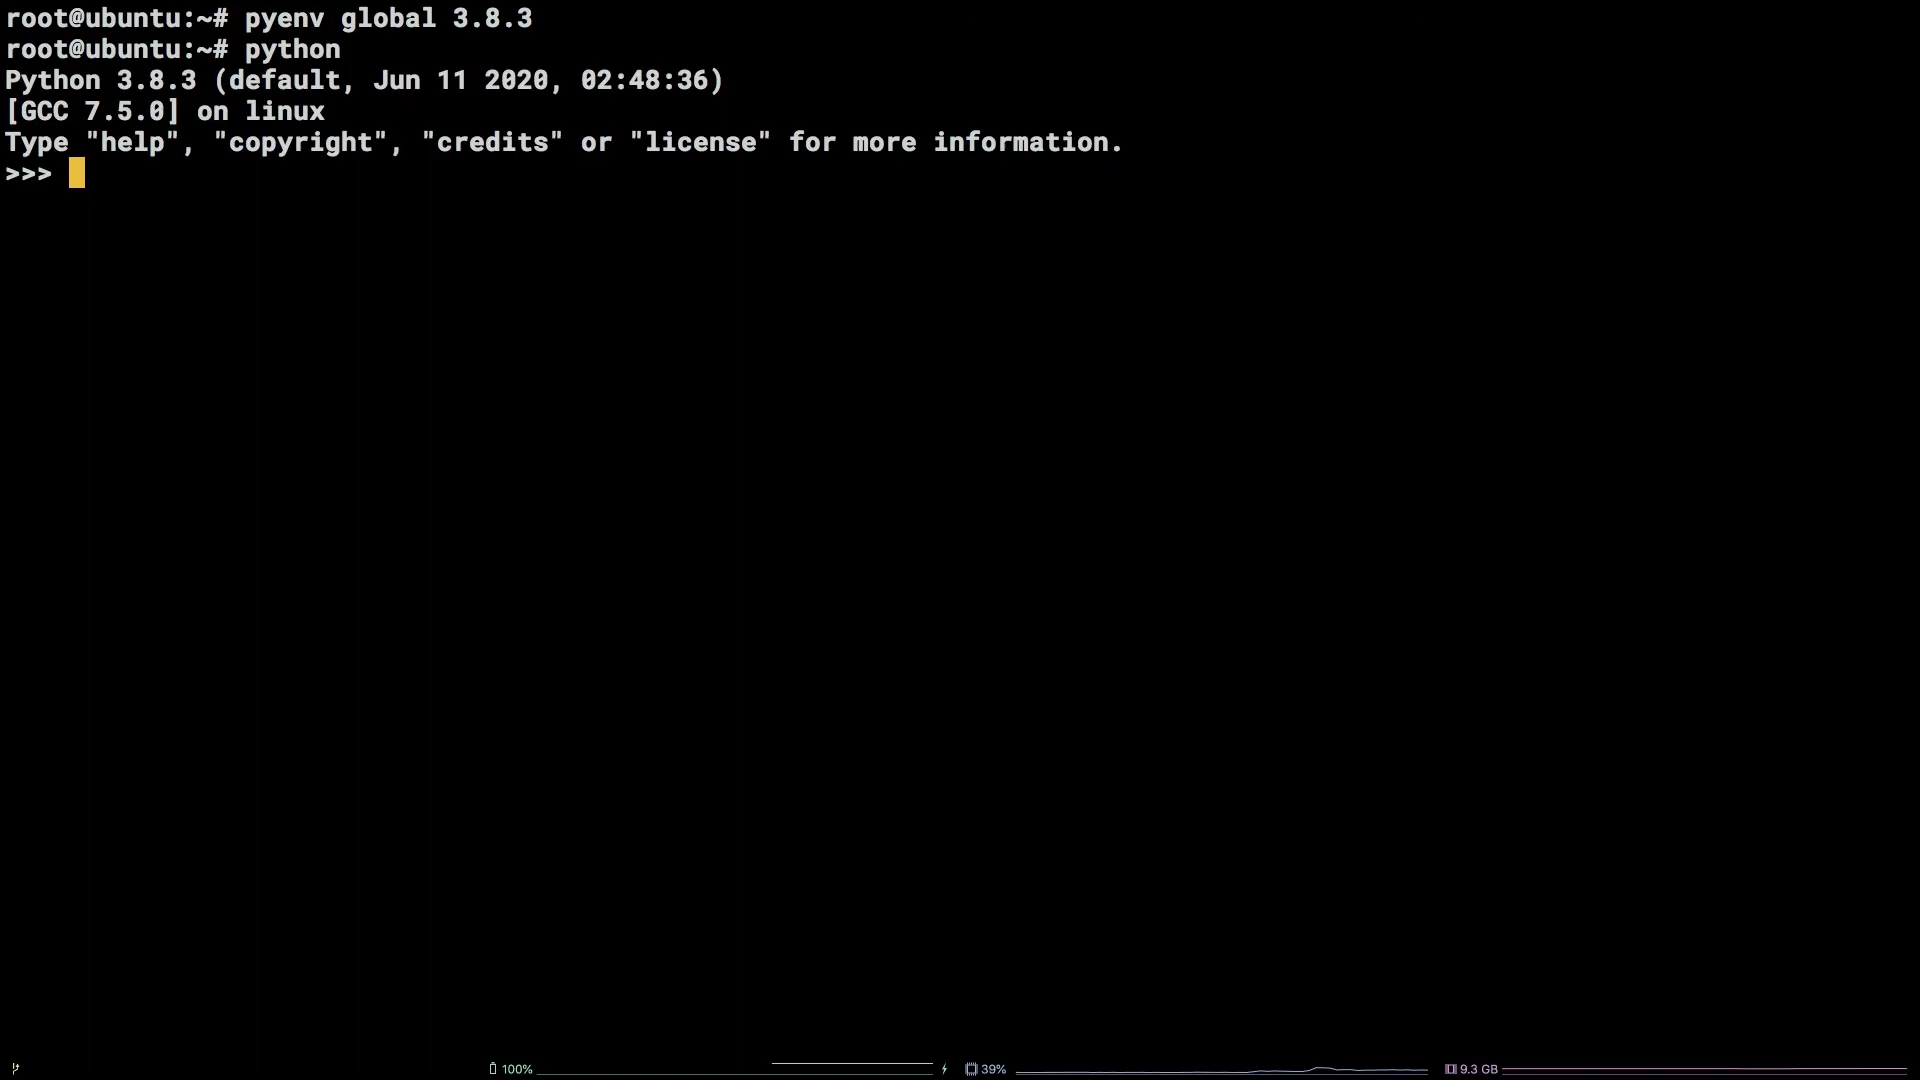 root@ubuntu:~# pyenv global 3.8.3
root@ubuntu:~# python
Python 3.8.3 (default, Jun 11 2020, 02:48:36)
[GCC 7.5.0] on linux
Type "help", "copyright", "credits" or "license" for more information.
>>>
100% 39% 9.3 GB